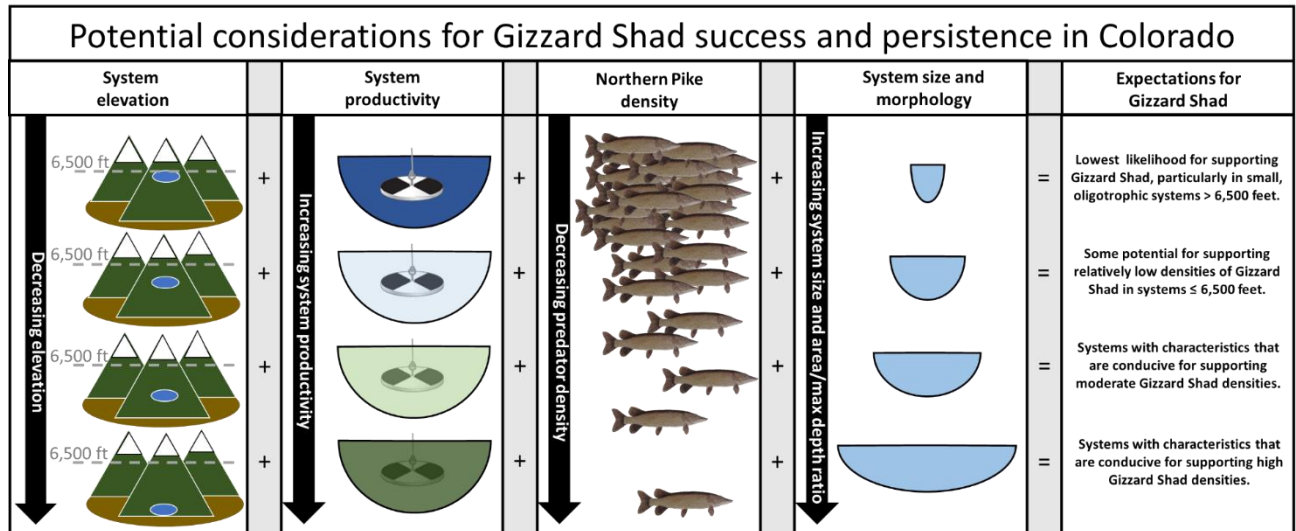 Potential considerations for Gizzard Shad success and persistence in Colorado
System
elevation
System
productivity
Northern Pike
density
System size and
morphology
Expectations for
Gizzard Shad
Decreasing elevation
Increasing system productivity
Decreasing predator density
Increasing system size and area/max depth ratio
6,500 ft
+
+
+
=
Lowest likelihood for supporting
Gizzard Shad, particularly in small,
oligotrophic systems > 6,500 feet.
6,500 ft
+
+
+
=
Some potential for supporting
relatively low densities of Gizzard
Shad in systems ≤ 6,500 feet.
6,500 ft
+
+
+
=
Systems with characteristics that
are conducive for supporting
moderate Gizzard Shad densities.
6,500 ft
+
+
+
=
Systems with characteristics that
are conducive for supporting high
Gizzard Shad densities.